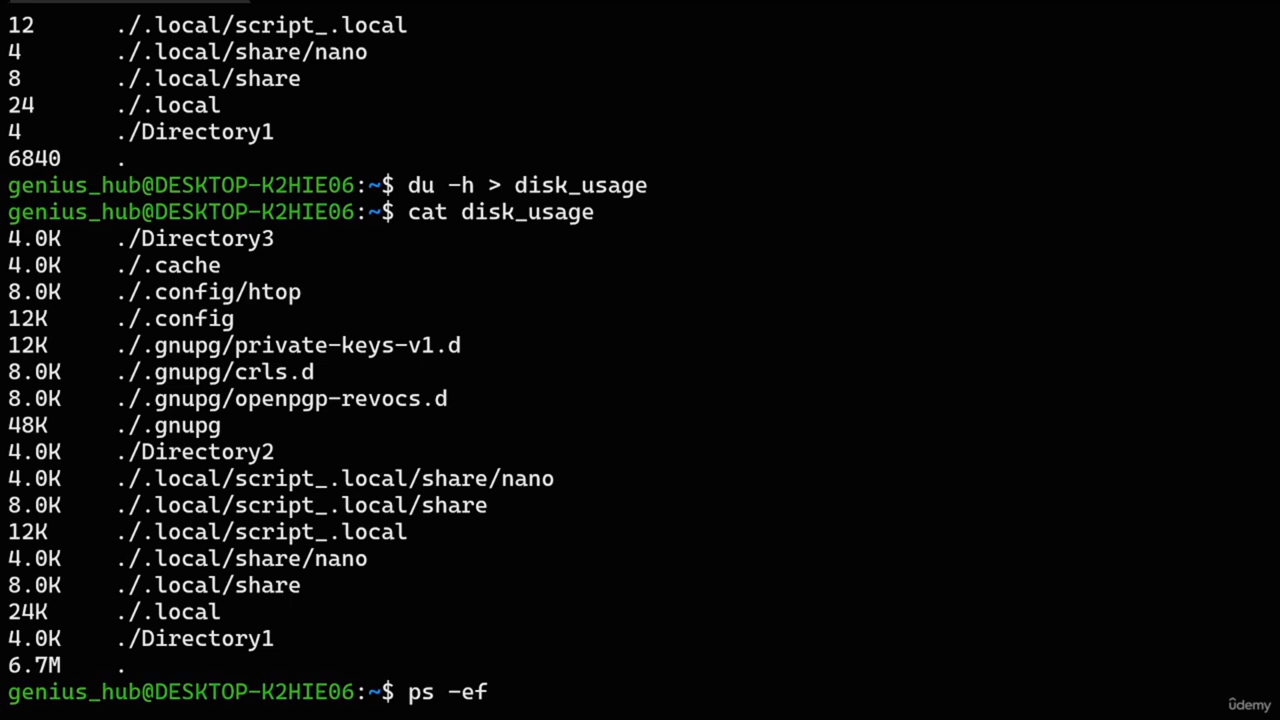 12      ./.local/script_.local
4       ./.local/share/nano
8       ./.local/share
24      ./.local
4       ./Directory1
6840    .
genius_hub@DESKTOP-K2HIE06:~$ du -h > disk_usage
genius_hub@DESKTOP-K2HIE06:~$ cat disk_usage
4.0K    ./Directory3
4.0K    ./.cache
8.0K    ./.config/htop
12K     ./.config
12K     ./.gnupg/private-keys-v1.d
8.0K    ./.gnupg/crls.d
8.0K    ./.gnupg/openpgp-revocs.d
48K     ./.gnupg
4.0K    ./Directory2
4.0K    ./.local/script_.local/share/nano
8.0K    ./.local/script_.local/share
12K     ./.local/script_.local
4.0K    ./.local/share/nano
8.0K    ./.local/share
24K     ./.local
4.0K    ./Directory1
6.7M    .
genius_hub@DESKTOP-K2HIE06:~$ ps -ef
udemy